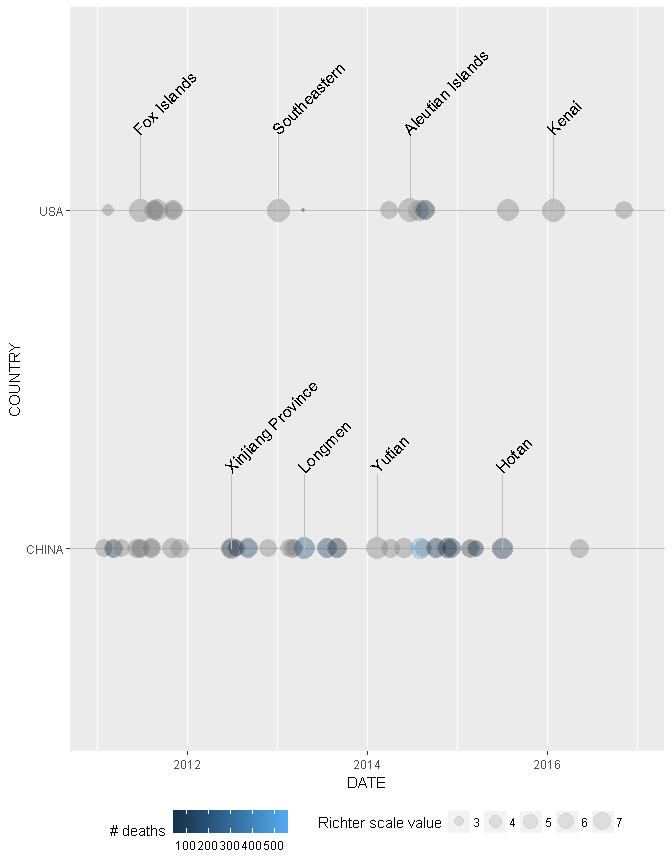 Fox Islands
Southeastern
Aleutian Islands
Kenai
USA
Xinjiang Province
Longmen
Yutian
Hotan
CHINA
COUNTRY
2012 2014 2016
DATE
# deaths 100 200 300 400 500
Richter scale value 3 4 5 6 7